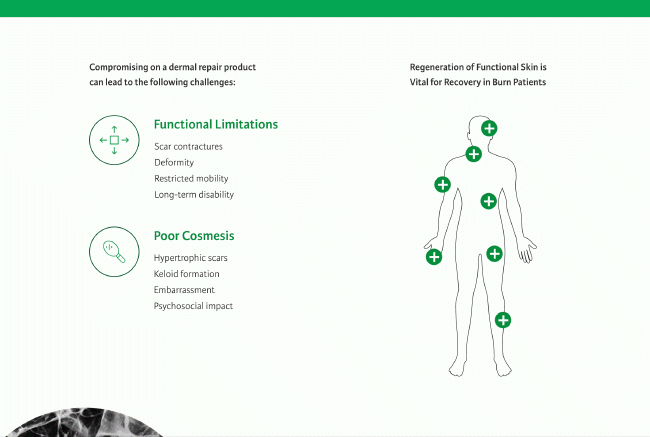 Compromising on a dermal repair product
can lead to the following challenges:
Functional Limitations
Scar contractures
Deformity
Restricted mobility
Long-term disability
Poor Cosmesis
Hypertrophic scars
Keloid formation
Embarrassment
Psychosocial impact
Regeneration of Functional Skin is
Vital for Recovery in Burn Patients